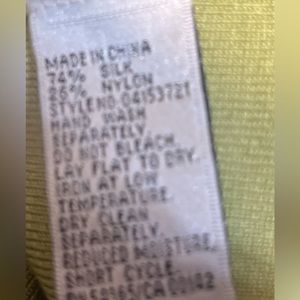 MADE IN CHINA
74% SILK
26% NYLON
STYLE NO. 04153721
HAND WASH
SEPARATELY.
DO NOT BLEACH.
LAY FLAT TO DRY.
IRON AT LOW
TEMPERATURE.
DRY CLEAN
SEPARATELY.
REDUCED MOISTURE.
SHORT CYCLE.